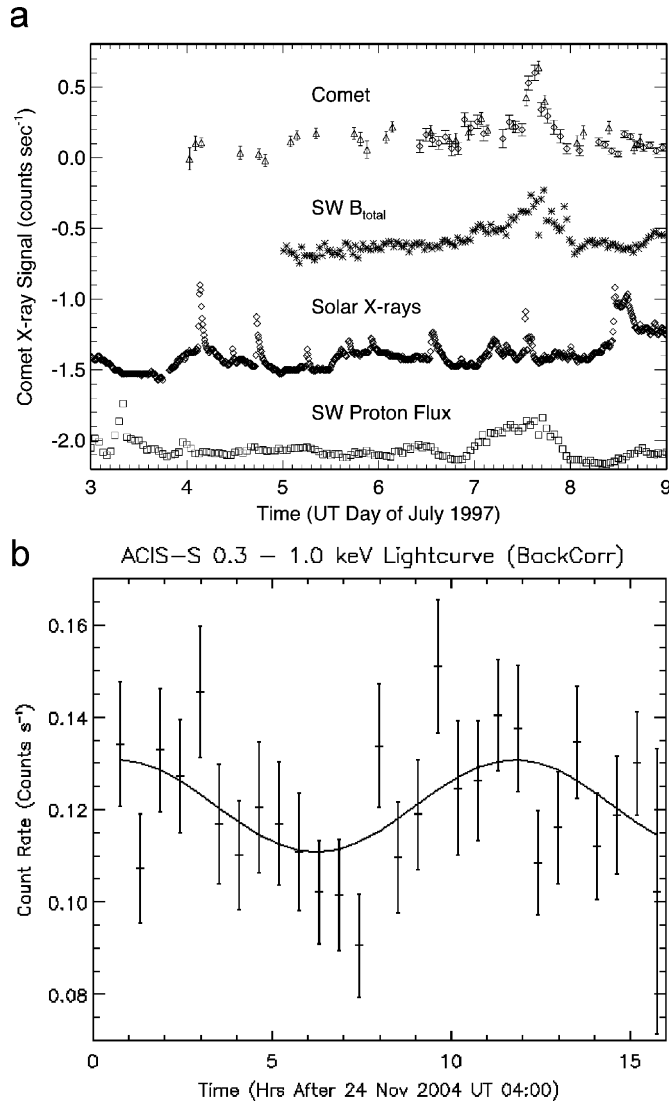 a
0.5
0.0
-0.5
-1.0
-1.5
-2.0
Comet X-ray Signal (counts sec⁻¹)
Comet
SW B_total
Solar X-rays
SW Proton Flux
3 4 5 6 7 8 9
Time (UT Day of July 1997)
b
ACIS-S 0.3 – 1.0 keV Lightcurve (BackCorr)
0.16
0.14
0.12
0.10
0.08
Count Rate (Counts s⁻¹)
0 5 10 15
Time (Hrs After 24 Nov 2004 UT 04:00)